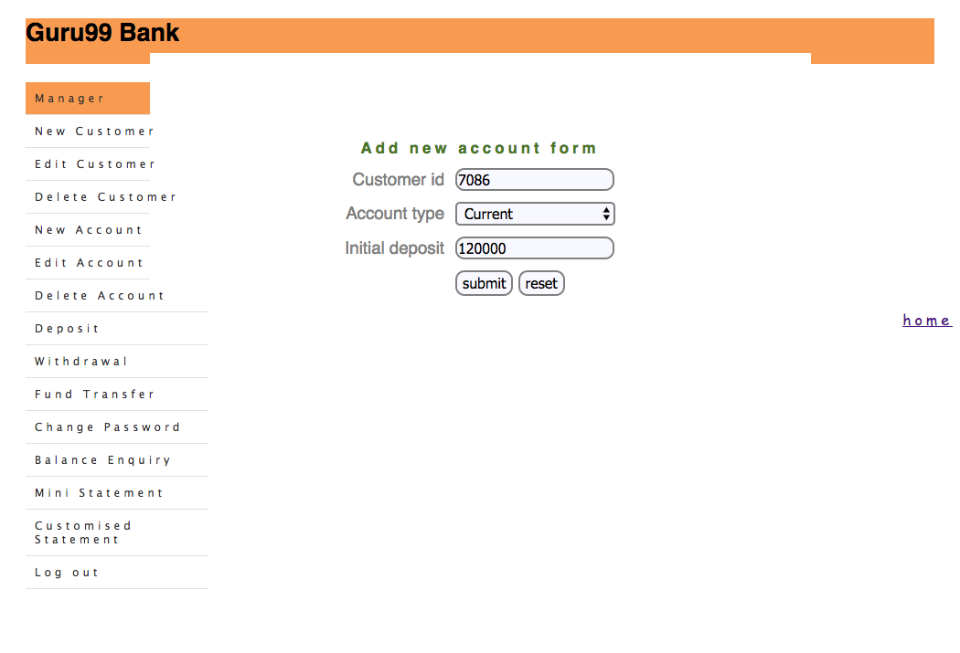 Guru99 Bank
Manager
New Customer
Edit Customer
Delete Customer
New Account
Edit Account
Delete Account
Deposit
Withdrawal
Fund Transfer
Change Password
Balance Enquiry
Mini Statement
Customised
Statement
Log out
Add new account form
Customer id 7086
Account type Current
Initial deposit 120000
submit reset
home